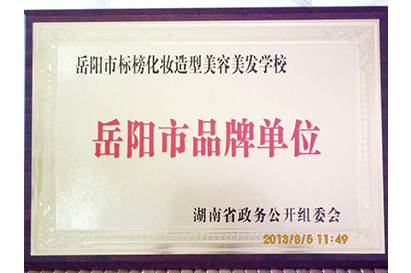 岳阳市标榜化妆造型美容美发学校
岳阳市品牌单位
湖南省政务公开组委会
2013/8/5 11:49